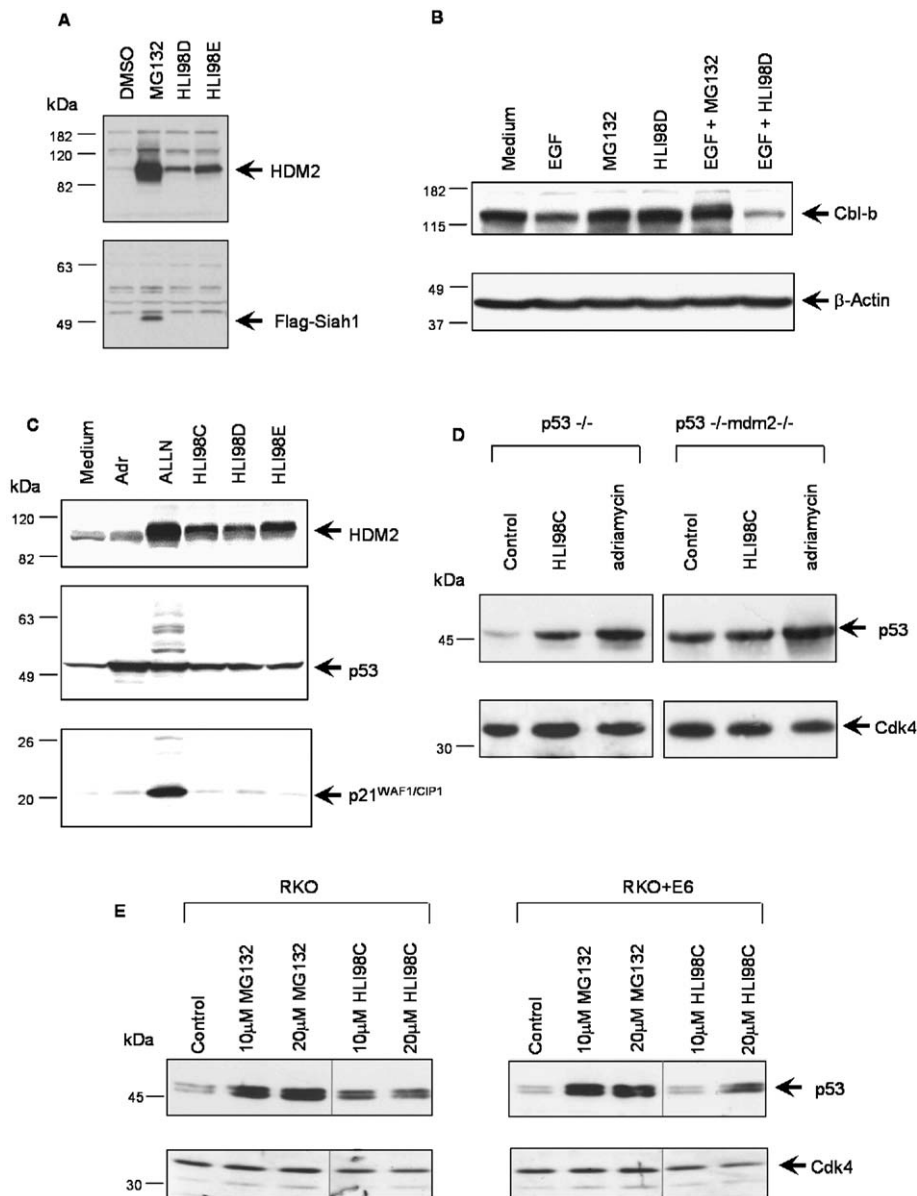 A
DMSO
MG132
HLI98D
HLI98E
kDa
182
120
82
HDM2
63
49
Flag-Siah1
B
Medium
EGF
MG132
HLI98D
EGF + MG132
EGF + HLI98D
182
115
Cbl-b
49
37
β-Actin
C
Medium
Adr
ALLN
HLI98C
HLI98D
HLI98E
kDa
120
82
HDM2
63
49
p53
26
20
p21WAF1/CIP1
D
p53 -/-
p53 -/-mdm2-/-
Control
HLI98C
adriamycin
Control
HLI98C
adriamycin
kDa
45
p53
30
Cdk4
E
RKO
RKO+E6
Control
10μM MG132
20μM MG132
10μM HLI98C
20μM HLI98C
Control
10μM MG132
20μM MG132
10μM HLI98C
20μM HLI98C
kDa
45
p53
30
Cdk4